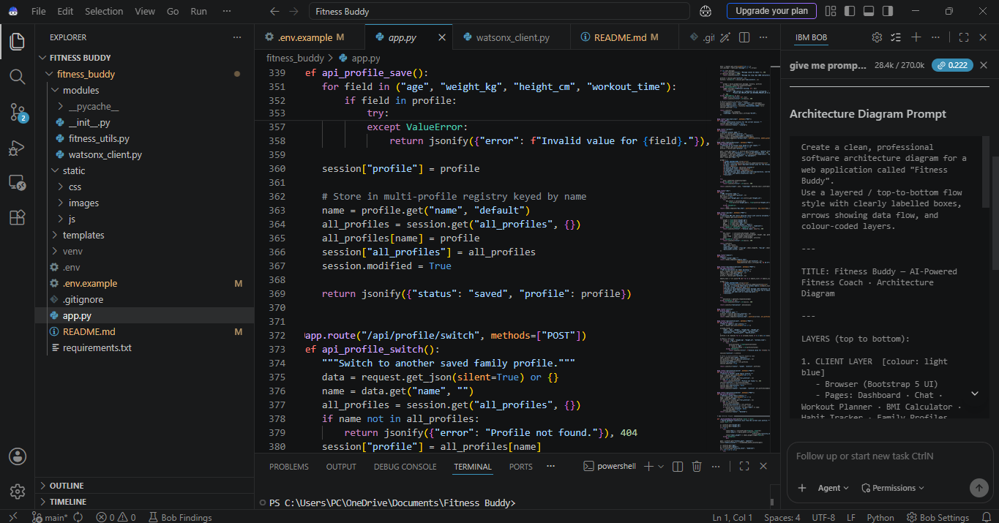 File Edit Selection View Go Run ··· Fitness Buddy Upgrade your plan
EXPLORER ···
FITNESS BUDDY
fitness_buddy
modules
__pycache__
__init__.py
fitness_utils.py
watsonx_client.py
static
css
images
js
templates
venv
.env
.env.example M
.gitignore
app.py
README.md M
requirements.txt
OUTLINE
TIMELINE
.env.example M app.py watsonx_client.py README.md M .gi ···
fitness_buddy > app.py
339 ef api_profile_save():
351 for field in ("age", "weight_kg", "height_cm", "workout_time"):
352 if field in profile:
353 try:
357 except ValueError:
358 return jsonify({"error": f"Invalid value for {field}."}),
359
360 session["profile"] = profile
361
362 # Store in multi-profile registry keyed by name
363 name = profile.get("name", "default")
364 all_profiles = session.get("all_profiles", {})
365 all_profiles[name] = profile
366 session["all_profiles"] = all_profiles
367 session.modified = True
368
369 return jsonify({"status": "saved", "profile": profile})
370
371
372 app.route("/api/profile/switch", methods=["POST"])
373 ef api_profile_switch():
374 """Switch to another saved family profile."""
375 data = request.get_json(silent=True) or {}
376 name = data.get("name", "")
377 all_profiles = session.get("all_profiles", {})
378 if name not in all_profiles:
379 return jsonify({"error": "Profile not found."}), 404
380 session["profile"] = all_profiles[name]
PROBLEMS OUTPUT DEBUG CONSOLE TERMINAL PORTS ··· powershell ···
PS C:\Users\PC\OneDrive\Documents\Fitness Buddy>
IBM BOB ···
give me promp... 28.4k / 270.0k 0.222
Architecture Diagram Prompt
Create a clean, professional
software architecture diagram for a
web application called "Fitness
Buddy".
Use a layered / top-to-bottom flow
style with clearly labelled boxes,
arrows showing data flow, and
colour-coded layers.
---
TITLE: Fitness Buddy — AI-Powered
Fitness Coach · Architecture
Diagram
---
LAYERS (top to bottom):
1. CLIENT LAYER [colour: light
blue]
- Browser (Bootstrap 5 UI)
- Pages: Dashboard · Chat ·
Workout Planner · BMI Calculator ·
Habit Tracker · Family Profiles
Follow up or start new task CtrlN
Agent Permissions
2
main* 0 0 Bob Findings Ln 1, Col 1 Spaces: 4 UTF-8 LF Python Bob Settings